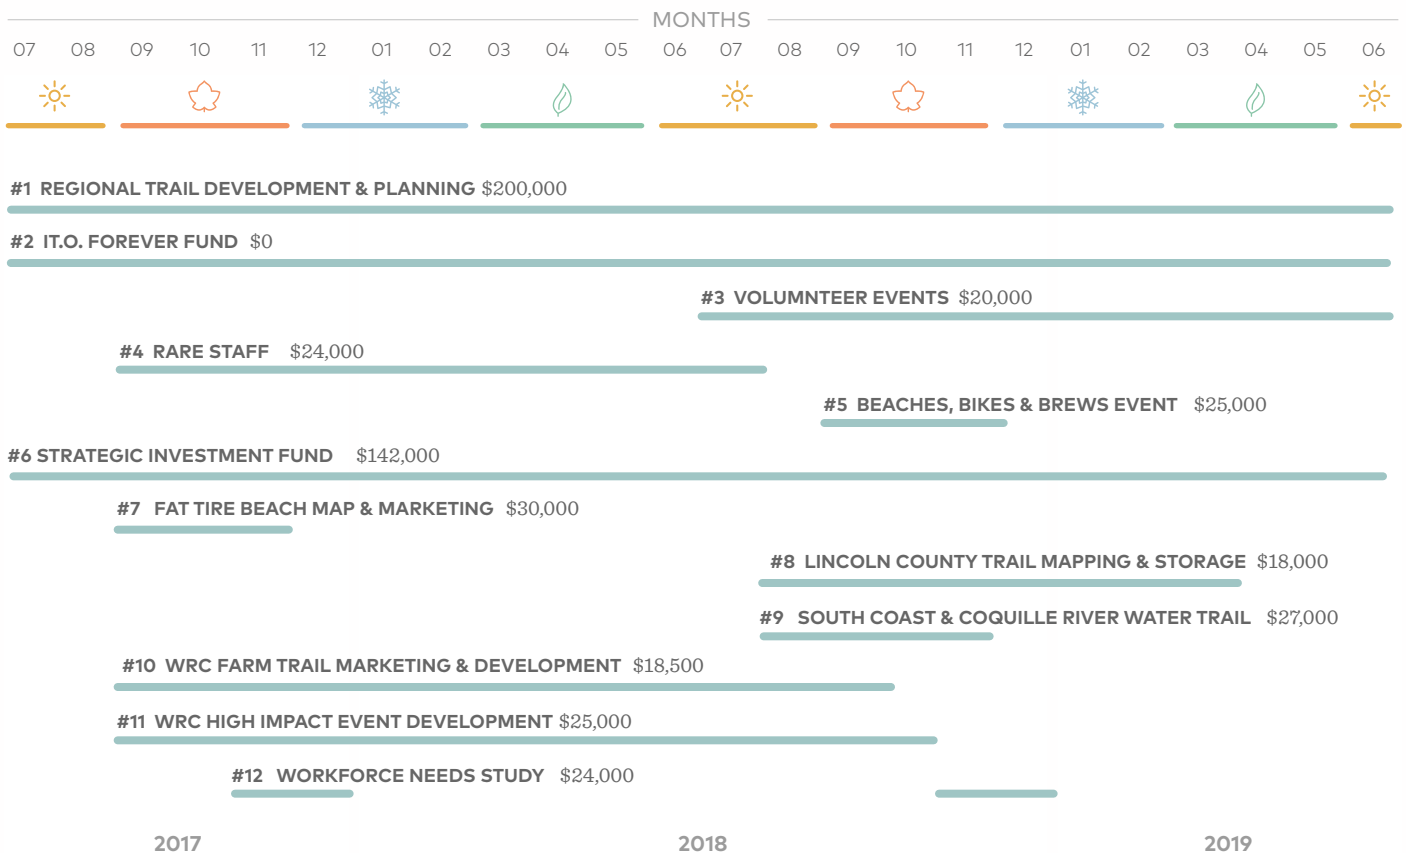 MONTHS
07 08 09 10 11 12 01 02 03 04 05 06 07 08 09 10 11 12 01 02 03 04 05 06
#1 REGIONAL TRAIL DEVELOPMENT & PLANNING $200,000
#2 IT.O. FOREVER FUND $0
#3 VOLUMNTEER EVENTS $20,000
#4 RARE STAFF $24,000
#5 BEACHES, BIKES & BREWS EVENT $25,000
#6 STRATEGIC INVESTMENT FUND $142,000
#7 FAT TIRE BEACH MAP & MARKETING $30,000
#8 LINCOLN COUNTY TRAIL MAPPING & STORAGE $18,000
#9 SOUTH COAST & COQUILLE RIVER WATER TRAIL $27,000
#10 WRC FARM TRAIL MARKETING & DEVELOPMENT $18,500
#11 WRC HIGH IMPACT EVENT DEVELOPMENT $25,000
#12 WORKFORCE NEEDS STUDY $24,000
2017 2018 2019